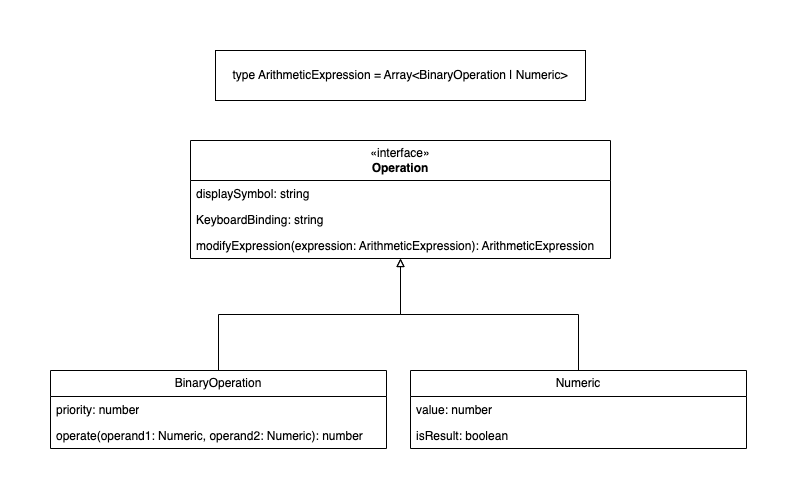 type ArithmeticExpression = Array<BinaryOperation | Numeric>
«interface»
Operation
displaySymbol: string
KeyboardBinding: string
modifyExpression(expression: ArithmeticExpression): ArithmeticExpression
BinaryOperation
priority: number
operate(operand1: Numeric, operand2: Numeric): number
Numeric
value: number
isResult: boolean